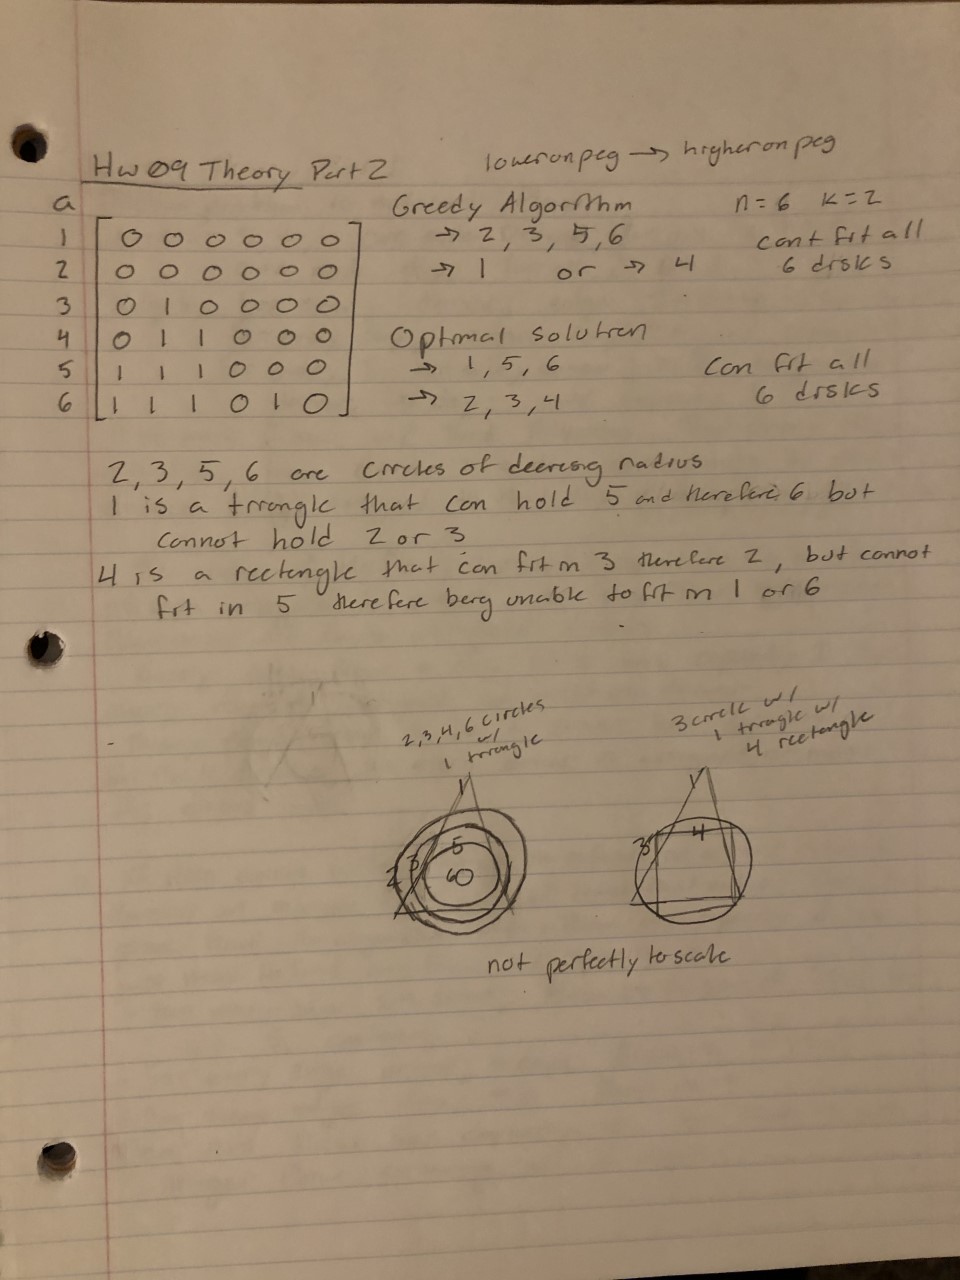 HW 09 Theory Part 2 lower on peg → higher on peg
a Greedy Algorithm n=6 k=2
1 0 0 0 0 0 0 → 2, 3, 5, 6 cant fit all
2 0 0 0 0 0 0 → 1 or → 4 6 disks
3 0 1 0 0 0 0
4 0 1 1 0 0 0 Optimal solution
5 1 1 1 0 0 0 → 1, 5, 6 Can fit all
6 1 1 1 0 1 0 → 2, 3, 4 6 disks
2, 3, 5, 6 are circles of decresing radius
1 is a triangle that can hold 5 and therefore 6 but
cannot hold 2 or 3
4 is a rectangle that can fit in 3 therefore 2, but cannot
fit in 5 therefore berg unable to fit in 1 or 6
2,3,4,6 circles
w/
1 triangle
3 circle w/
1 triagle w/
4 rectangle
1
5
3
2
6
1
3
4
not perfectly to scale